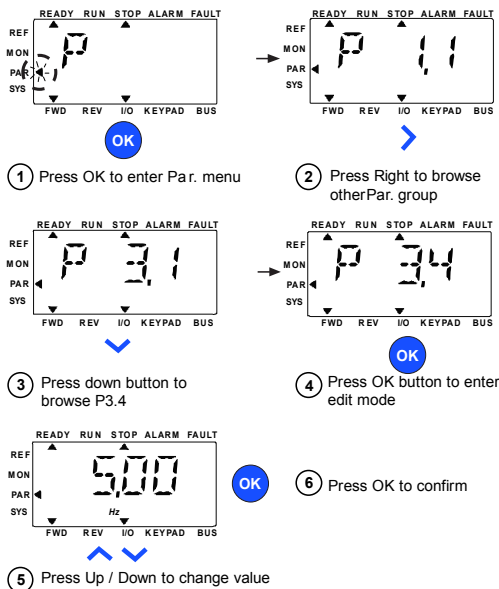 READY RUN STOP ALARM FAULT
REF
MON
PAR
SYS
P
FWD REV I/O KEYPAD BUS
OK
1 Press OK to enter Par. menu
READY RUN STOP ALARM FAULT
REF
MON
PAR
SYS
P 1,1
FWD REV I/O KEYPAD BUS
2 Press Right to browse
otherPar. group
READY RUN STOP ALARM FAULT
REF
MON
PAR
SYS
P 3,1
FWD REV I/O KEYPAD BUS
3 Press down button to
browse P3.4
READY RUN STOP ALARM FAULT
REF
MON
PAR
SYS
P 3,4
FWD REV I/O KEYPAD BUS
OK
4 Press OK button to enter
edit mode
READY RUN STOP ALARM FAULT
REF
MON
PAR
SYS
5,00
Hz
FWD REV I/O KEYPAD BUS
5 Press Up / Down to change value
OK
6 Press OK to confirm